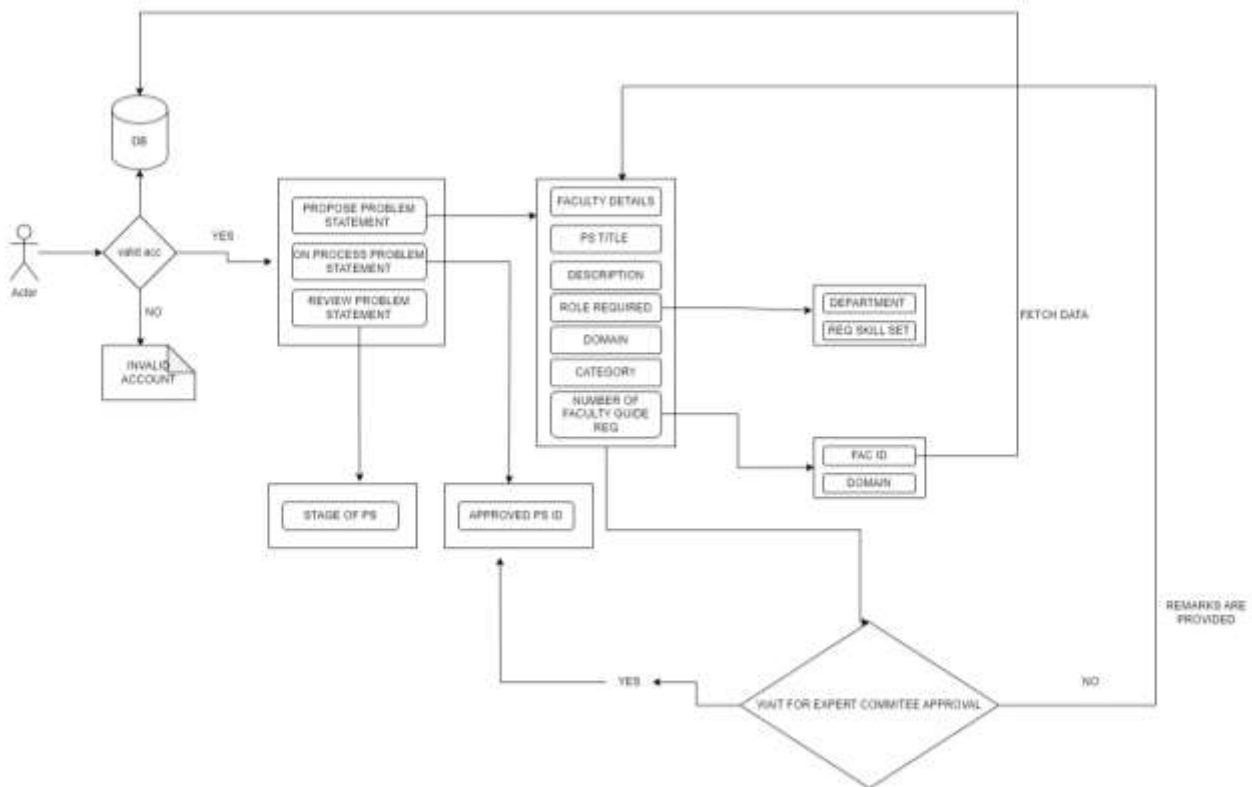 DB
Actor
valid acc
YES
NO
INVALID
ACCOUNT
PROPOSE PROBLEM
STATEMENT
ON PROCESS PROBLEM
STATEMENT
REVIEW PROBLEM
STATEMENT
STAGE OF PS
APPROVED PS ID
FACULTY DETAILS
PS TITLE
DESCRIPTION
ROLE REQUIRED
DOMAIN
CATEGORY
NUMBER OF
FACULTY GUIDE
REQ
DEPARTMENT
REQ SKILL SET
FAC ID
DOMAIN
FETCH DATA
REMARKS ARE
PROVIDED
YES
WAIT FOR EXPERT COMMITEE APPROVAL
NO